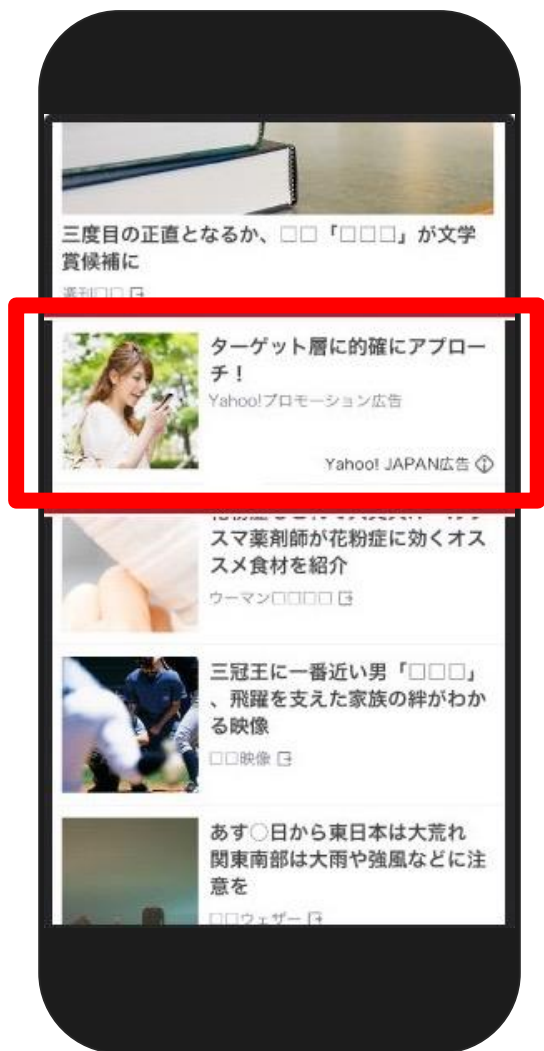 三度目の正直となるか、□□「□□□」が文学
賞候補に
週刊□□
ターゲット層に的確にアプロー
チ！
Yahoo!プロモーション広告
Yahoo! JAPAN広告
スマ薬剤師が花粉症に効くオス
スメ食材を紹介
ウーマン□□□□
三冠王に一番近い男「□□□」
、飛躍を支えた家族の絆がわか
る映像
□□映像
あす○日から東日本は大荒れ
関東南部は大雨や強風などに注
意を
□□ウェザー